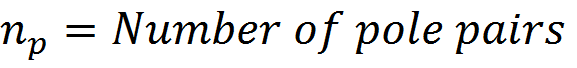 n_p = Number of pole pairs